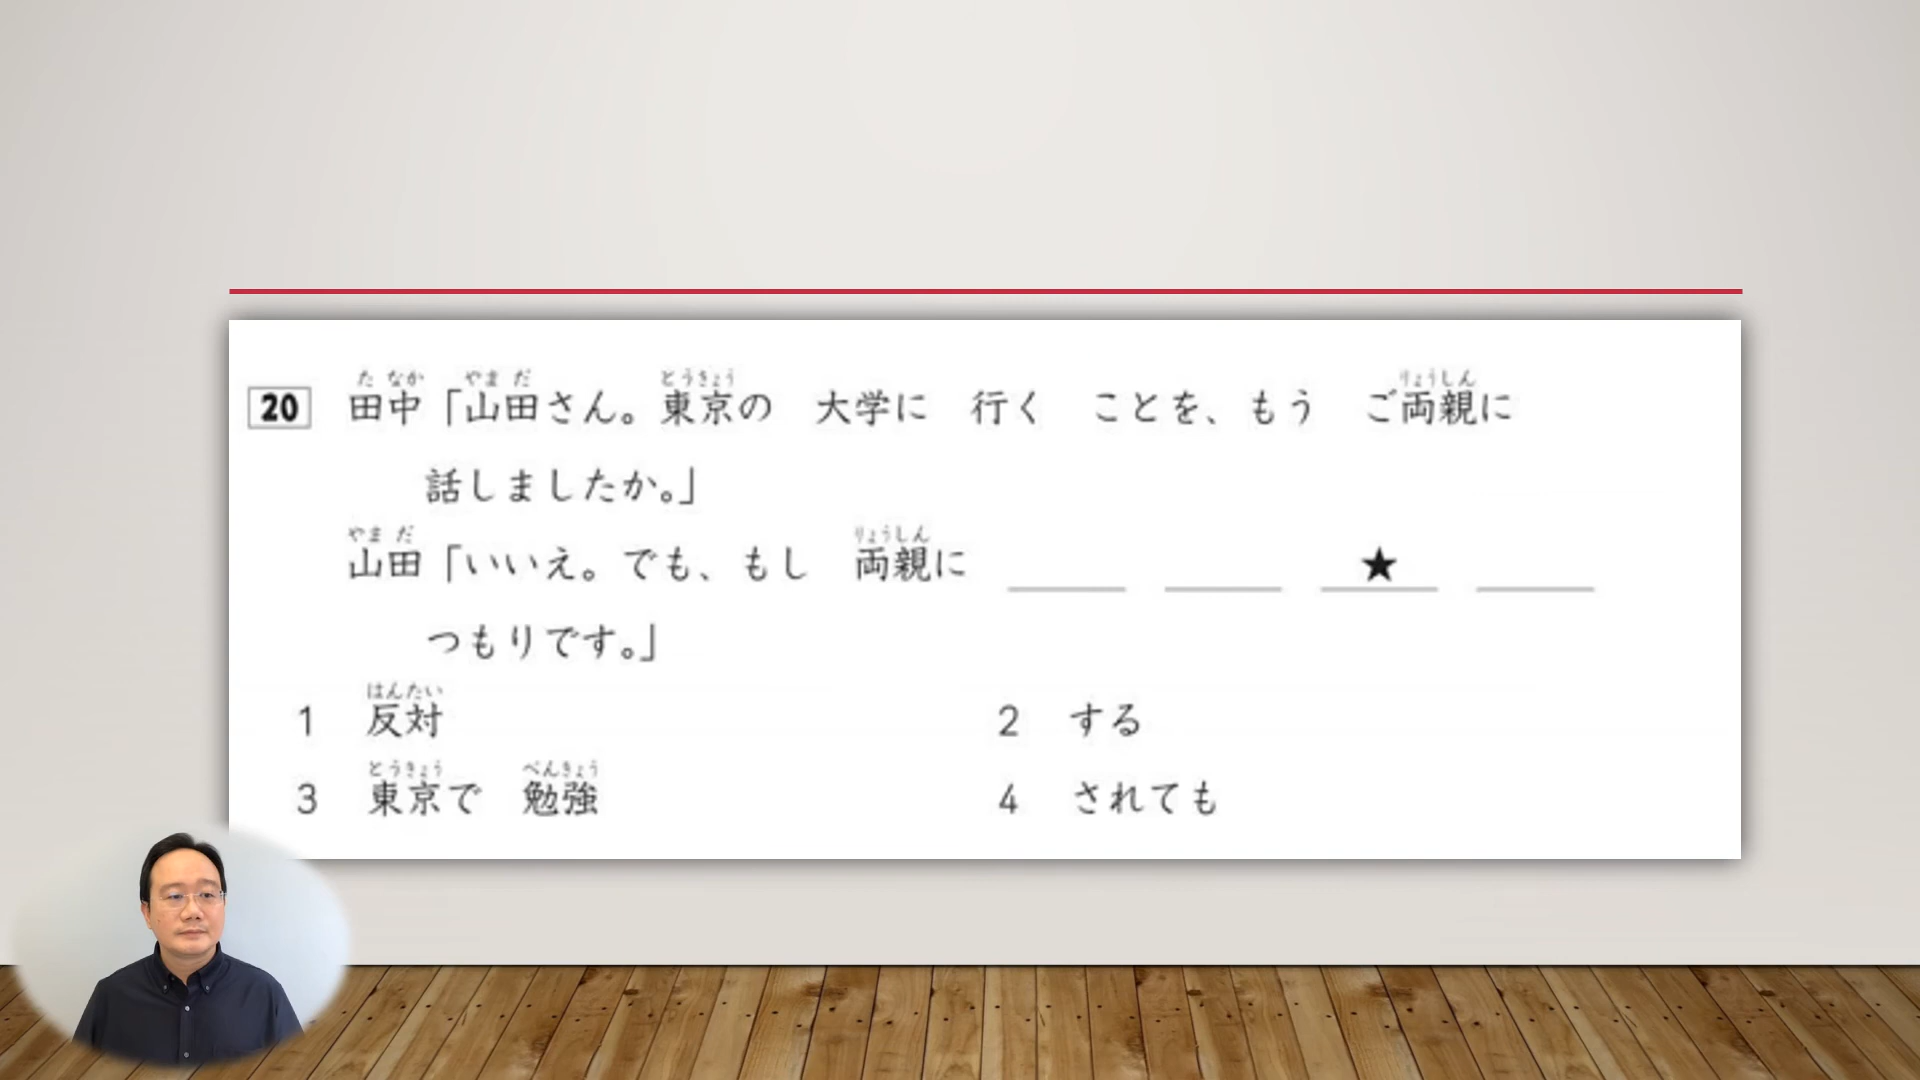 20 田中「山田さん。東京の 大学に 行く ことを、もう ご両親に
話しましたか。」
山田「いいえ。でも、もし 両親に ____ ____ __★__ ____
つもりです。」
1 反対
2 する
3 東京で 勉強
4 されても